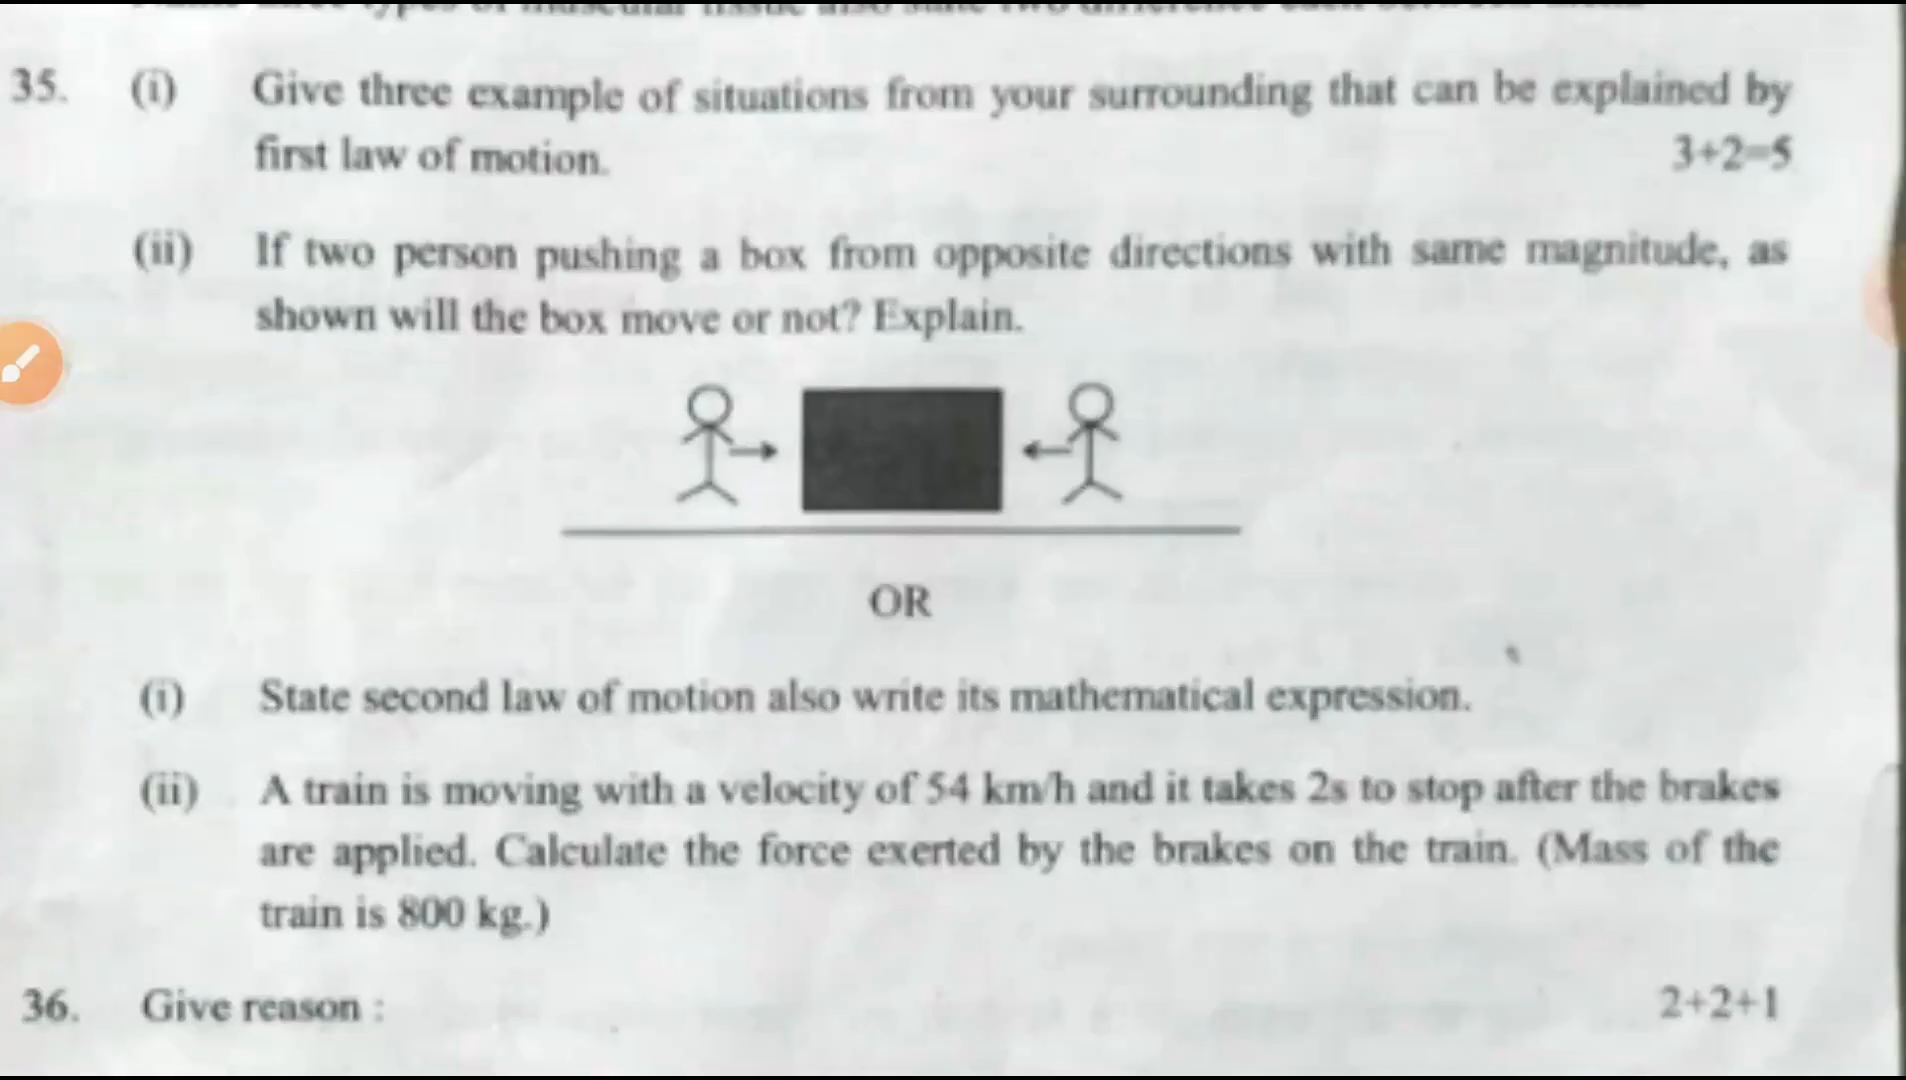 35. (i) Give three example of situations from your surrounding that can be explained by
first law of motion. 3+2=5
(ii) If two person pushing a box from opposite directions with same magnitude, as
shown will the box move or not? Explain.
OR
(i) State second law of motion also write its mathematical expression.
(ii) A train is moving with a velocity of 54 km/h and it takes 2s to stop after the brakes
are applied. Calculate the force exerted by the brakes on the train. (Mass of the
train is 800 kg.)
36. Give reason : 2+2+1